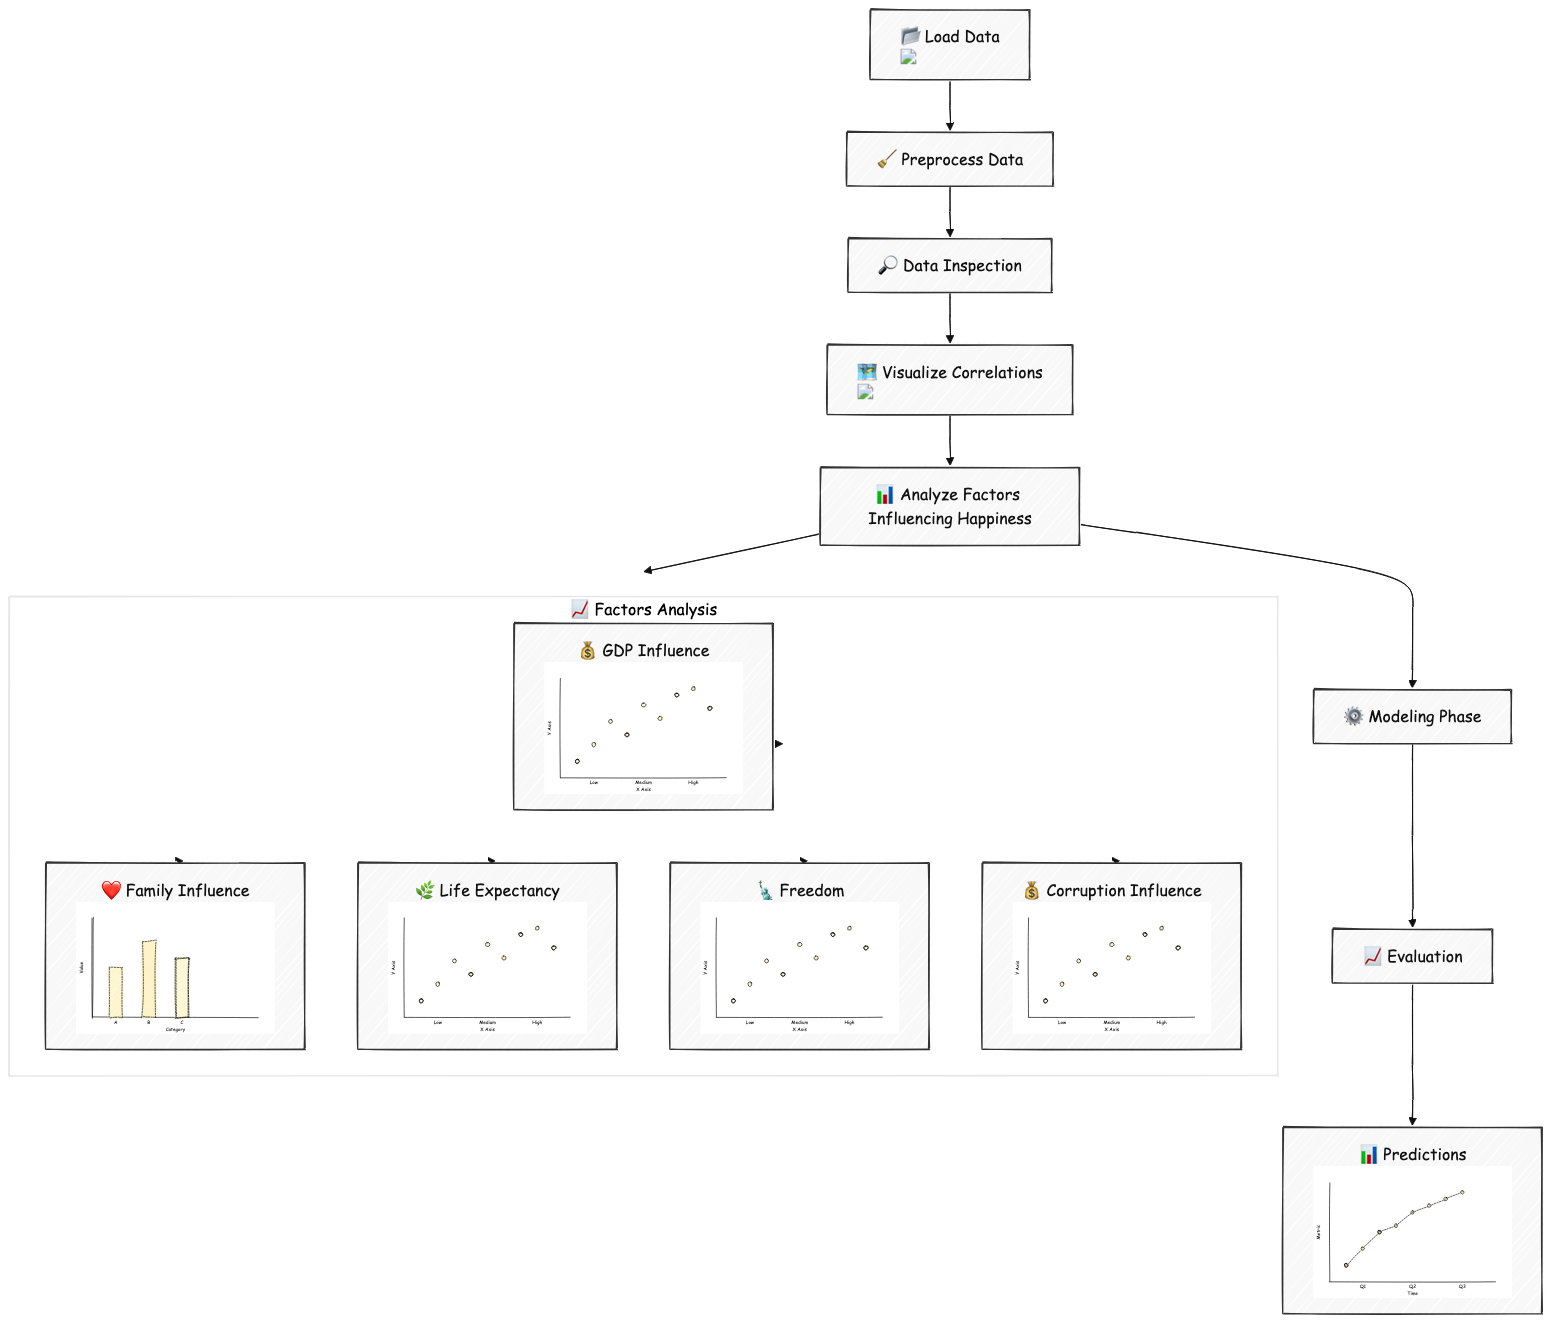 Load Data
Preprocess Data
Data Inspection
Visualize Correlations
Analyze Factors
Influencing Happiness
Factors Analysis
GDP Influence
Y Axis
Low Medium High
X Axis
Modeling Phase
Family Influence
Value
A B C
Category
Life Expectancy
Y Axis
Low Medium High
X Axis
Freedom
Y Axis
Low Medium High
X Axis
Corruption Influence
Y Axis
Low Medium High
X Axis
Evaluation
Predictions
Metric
Q1 Q2 Q3
Time